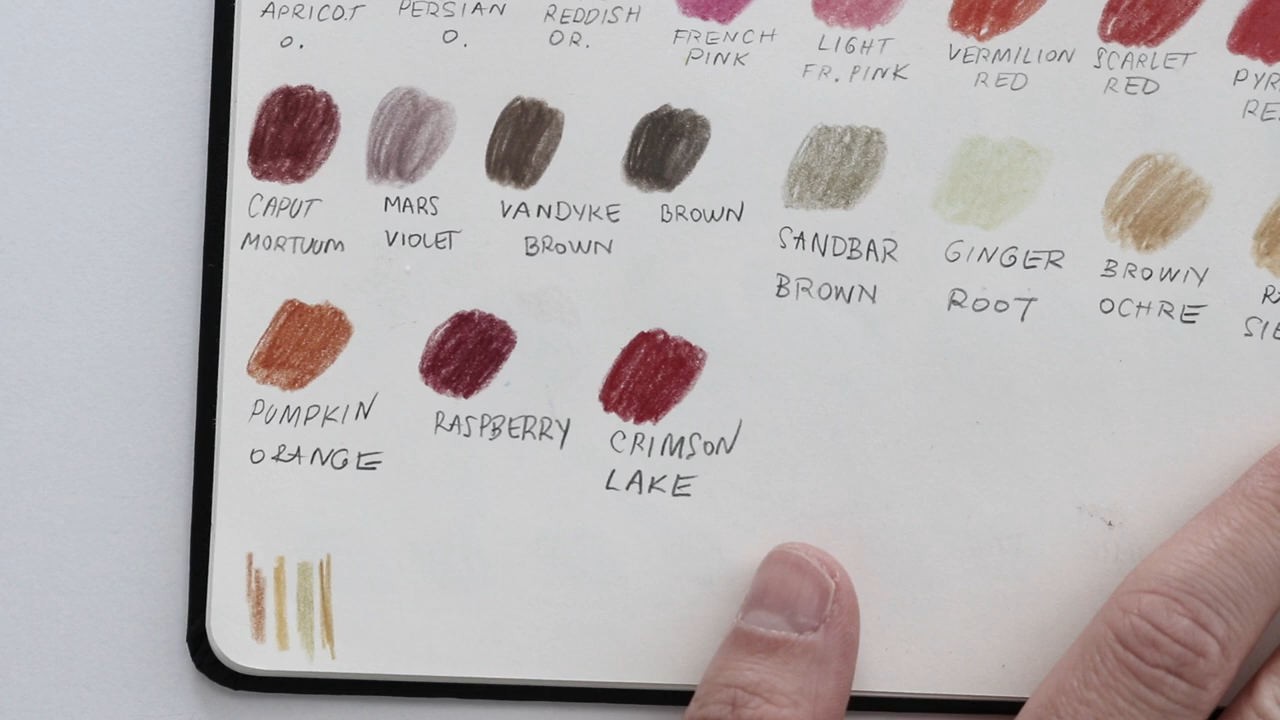 APRICOT
O.
PERSIAN
O.
REDDISH
OR.
FRENCH
PINK
LIGHT
FR. PINK
VERMILION
RED
SCARLET
RED
CAPUT
MORTUUM
MARS
VIOLET
VANDYKE
BROWN
BROWN
SANDBAR
BROWN
GINGER
ROOT
BROWN
OCHRE
PUMPKIN
ORANGE
RASPBERRY
CRIMSON
LAKE